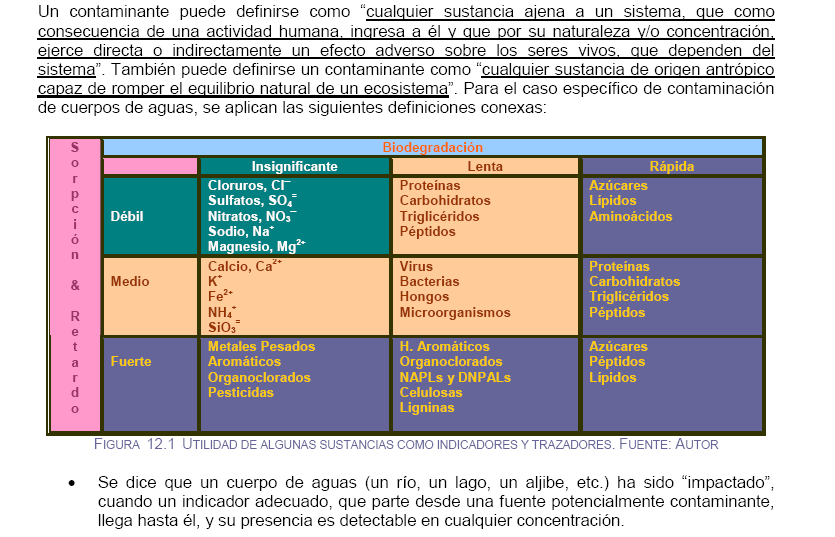 Un contaminante puede definirse como “cualquier sustancia ajena a un sistema, que como
consecuencia de una actividad humana, ingresa a él y que por su naturaleza y/o concentración,
ejerce directa o indirectamente un efecto adverso sobre los seres vivos, que dependen del
sistema”. También puede definirse un contaminante como “cualquier sustancia de origen antrópico
capaz de romper el equilibrio natural de un ecosistema”. Para el caso específico de contaminación
de cuerpos de aguas, se aplican las siguientes definiciones conexas:
Sorpción & Retardo
Biodegradación
Insignificante Lenta Rápida
Débil
Cloruros, Cl⁻
Sulfatos, SO₄⁼
Nitratos, NO₃⁻
Sodio, Na⁺
Magnesio, Mg²⁺
Proteínas
Carbohidratos
Triglicéridos
Péptidos
Azúcares
Lípidos
Aminoácidos
Medio
Calcio, Ca²⁺
K⁺
Fe²⁺
NH₄⁺
SiO₃⁼
Virus
Bacterias
Hongos
Microorganismos
Proteínas
Carbohidratos
Triglicéridos
Péptidos
Fuerte
Metales Pesados
Aromáticos
Organoclorados
Pesticidas
H. Aromáticos
Organoclorados
NAPLs y DNPALs
Celulosas
Ligninas
Azúcares
Péptidos
Lípidos
FIGURA 12.1 UTILIDAD DE ALGUNAS SUSTANCIAS COMO INDICADORES Y TRAZADORES. FUENTE: AUTOR
• Se dice que un cuerpo de aguas (un río, un lago, un aljibe, etc.) ha sido “impactado”,
cuando un indicador adecuado, que parte desde una fuente potencialmente contaminante,
llega hasta él, y su presencia es detectable en cualquier concentración.